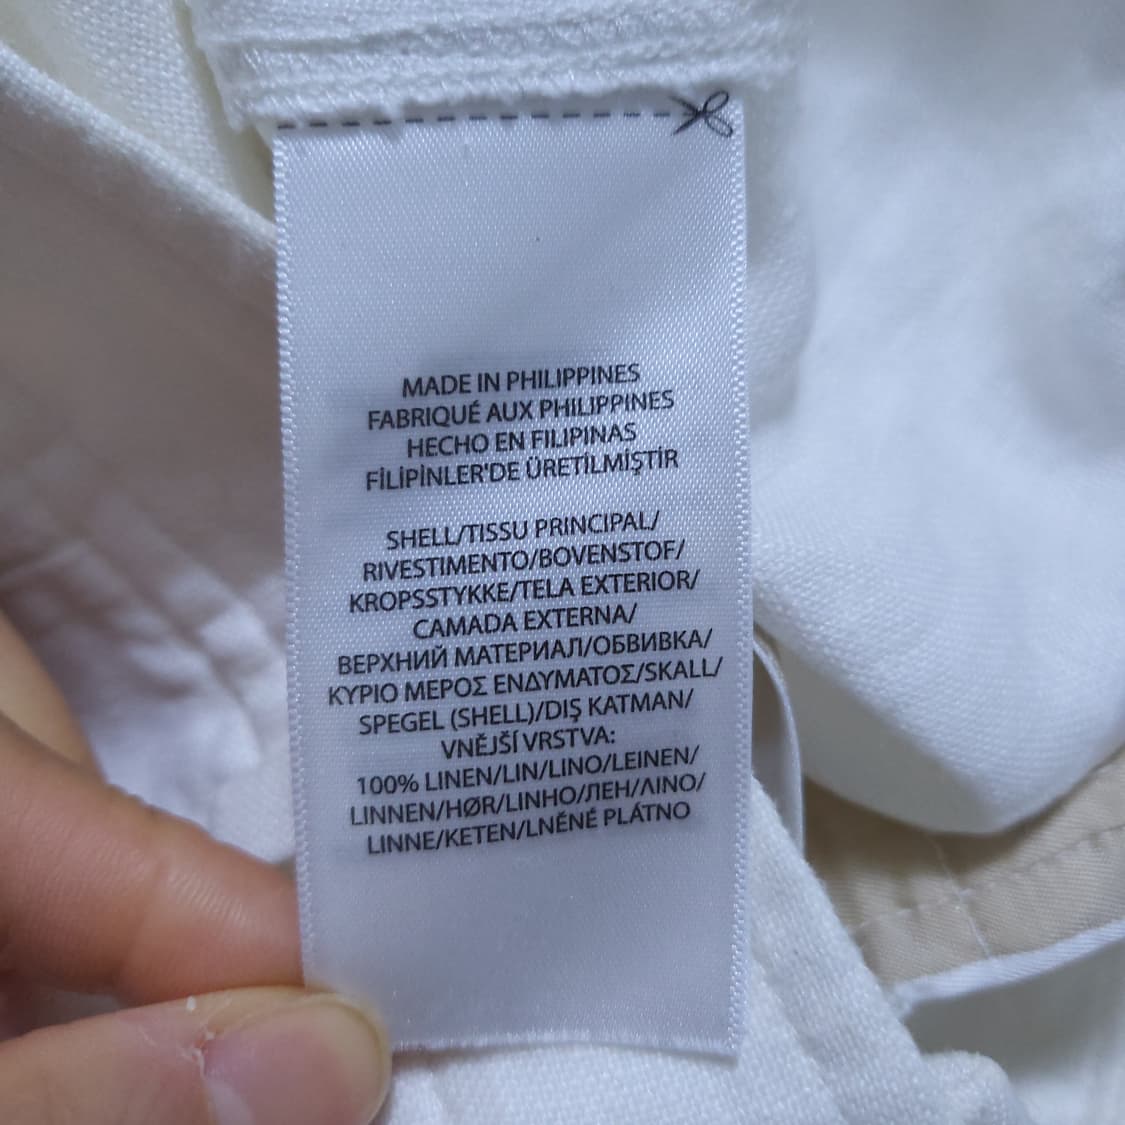 MADE IN PHILIPPINES
FABRIQUÉ AUX PHILIPPINES
HECHO EN FILIPINAS
FİLİPİNLER'DE ÜRETİLMİŞTİR
SHELL/TISSU PRINCIPAL/
RIVESTIMENTO/BOVENSTOF/
KROPSSTYKKE/TELA EXTERIOR/
CAMADA EXTERNA/
ВЕРХНИЙ МАТЕРИАЛ/ОБВИВКА/
ΚΥΡΙΟ ΜΕΡΟΣ ΕΝΔΥΜΑΤΟΣ/SKALL/
SPEGEL (SHELL)/DIŞ KATMAN/
VNĚJŠÍ VRSTVA:
100% LINEN/LIN/LINO/LEINEN/
LINNEN/HØR/LINHO/ЛЕН/ΛΙΝΟ/
LINNE/KETEN/LNĚNÉ PLÁTNO